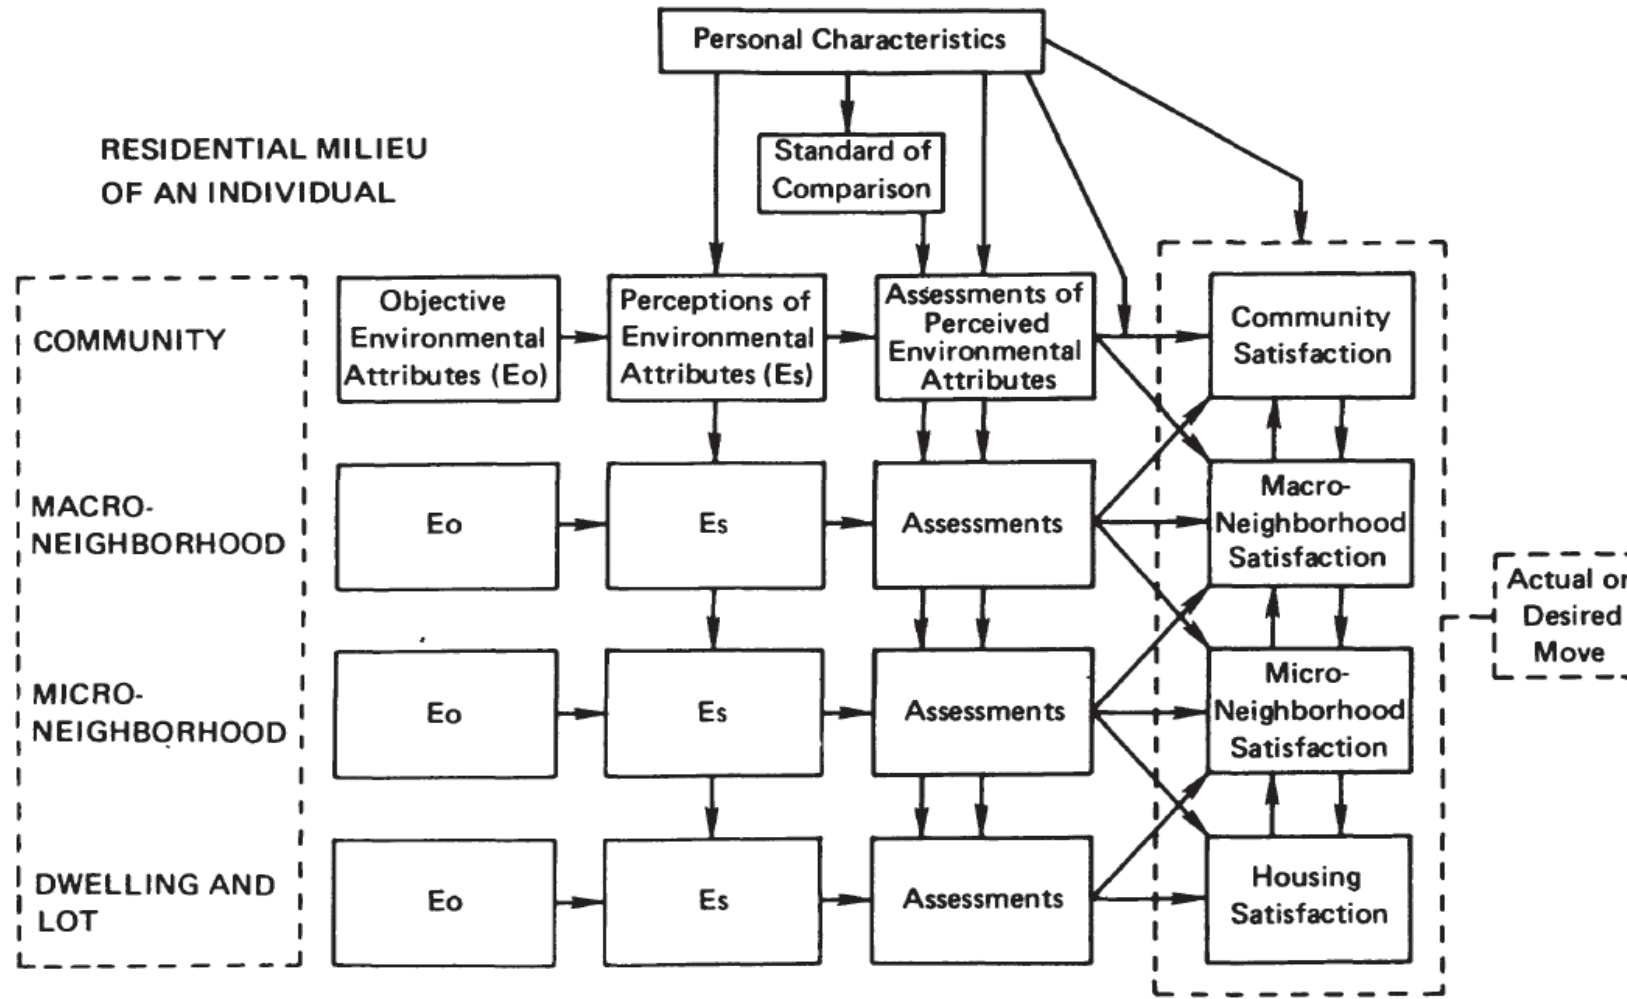 Personal Characteristics
RESIDENTIAL MILIEU
OF AN INDIVIDUAL
Standard of
Comparison
COMMUNITY
Objective
Environmental
Attributes (Eo)
Perceptions of
Environmental
Attributes (Es)
Assessments of
Perceived
Environmental
Attributes
Community
Satisfaction
MACRO-
NEIGHBORHOOD
Eo
Es
Assessments
Macro-
Neighborhood
Satisfaction
Actual or
Desired
Move
MICRO-
NEIGHBORHOOD
Eo
Es
Assessments
Micro-
Neighborhood
Satisfaction
DWELLING AND
LOT
Eo
Es
Assessments
Housing
Satisfaction